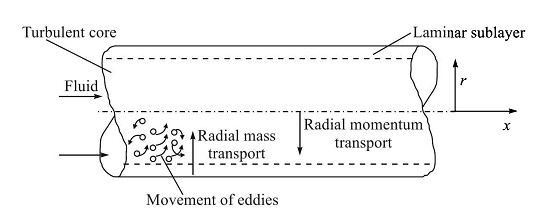 Turbulent core
Laminar sublayer
Fluid
r
x
Radial mass
transport
Radial momentum
transport
Movement of eddies